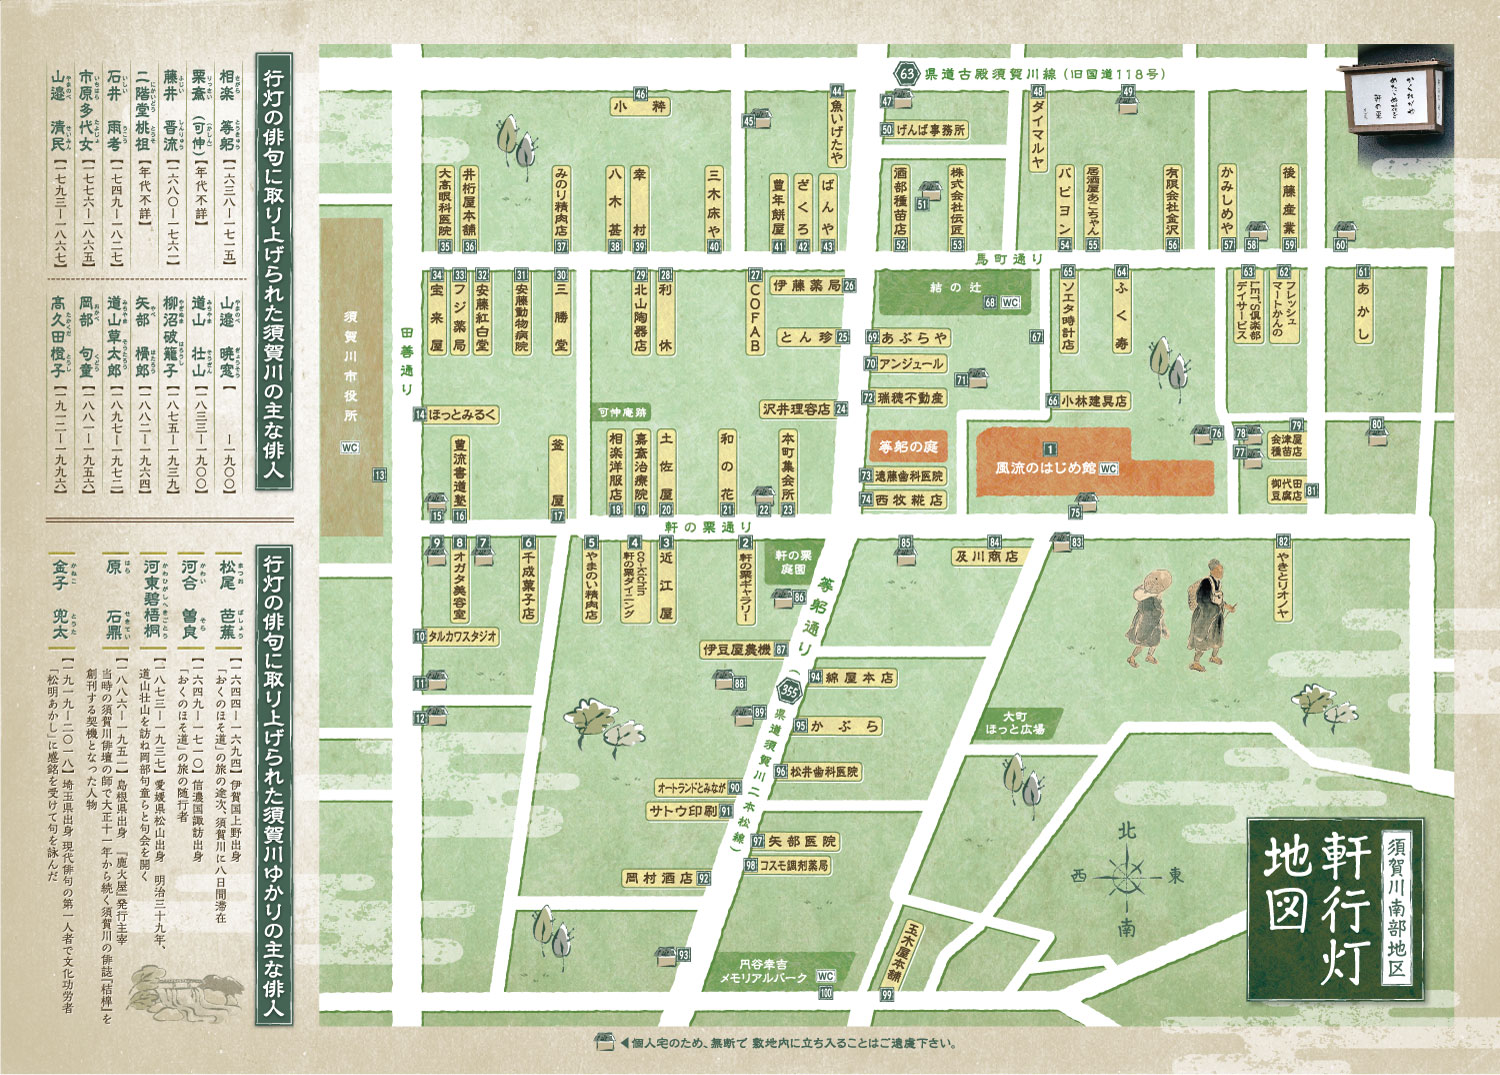 須賀川南部地区
軒行灯
地図
63 県道古殿須賀川線（旧国道118号）
46 小粋
45
44 魚いげたや
47
50 げんば事務所
48 ダイマルヤ
49
35 大高眼科医院
36 井桁屋本舗
37 みのり精肉店
38 八木甚
39 幸村
40 三木床や
41 豊年餅屋
42 ざくろ
43 ばんや
52 酒部種苗店
51
53 株式会社伝匠
54 パピヨン
55 居酒屋あこちゃん
56 有限会社金沢
57 かみしめや
58
59 後藤産業
60
馬町通り
34 宝来屋
33 フジ薬局
32 安藤紅白堂
31 安藤動物病院
30 三勝堂
29 北山陶器店
28 利休
27 COFAB
伊藤薬局 26
とん珍 25
沢井理容店 24
結の辻
68 WC
67
65 ソエタ時計店
64 ふく寿
63 LET'S倶楽部デイサービス
62 フレッシュマートかんの
61 あかし
69 あぶらや
70 アンジュール
71
72 瑞穂不動産
66 小林建具店
等躬の庭
73 遠藤歯科医院
74 西牧糀店
1
風流のはじめ館 WC
75
76
78
77
79 会津屋種苗店
80
御代田豆腐店 81
須賀川市役所
WC
13
田善通り
14 ほっとみるく
可伸庵跡
15
16 豊流書道塾
17 釜屋
18 相楽洋服店
19 嘉斎治療院
20 土佐屋
21 和の花
22
23 本町集会所
軒の栗通り
9
8 オガタ美容室
7
6 千成菓子店
5 やまのい精肉店
4 co-kichin 軒の栗ダイニング
3 近江屋
2 軒の栗ギャラリー
軒の栗庭園
86
85
及川商店 84
83
82 やきとりオノヤ
10 タルカワスタジオ
11
12
等躬通り
（355 県道須賀川二本松線）
伊豆屋農機 87
88
89
94 綿屋本店
95 かぶら
96 松井歯科医院
オートランドとみなが 90
サトウ印刷 91
97 矢部医院
98 コスモ調剤薬局
岡村酒店 92
93
大町ほっと広場
円谷幸吉メモリアルパーク WC
100
玉木屋本舗
99
北
西
東
南
◀個人宅のため、無断で 敷地内に立ち入ることはご遠慮下さい。
行灯の俳句に取り上げられた須賀川の主な俳人
相楽 等躬【一六三八ー一七一五】
栗斎（可伸）【年代不詳】
藤井 晋流【一六八〇ー一七六二】
二階堂 桃祖【年代不詳】
石井 雨考【一七四九ー一八二七】
市原多代女【一七七六ー一八六五】
山邉 清民【一七九三ー一八六七】
山邉 暁窓【　ー一九〇〇】
道山 壮山【一八三三ー一九〇〇】
柳沼破籠子【一八七五ー一九三九】
矢部 榾郎【一八八二ー一九六四】
道山草太郎【一八九七ー一九七二】
岡部 句童【一八八一ー一九五六】
高久田橙子【一九一二ー一九九六】
行灯の俳句に取り上げられた須賀川ゆかりの主な俳人
松尾 芭蕉【一六四四ー一六九四】伊賀国上野出身
「おくのほそ道」の旅の途次、須賀川に八日間滞在
河合 曽良【一六四九ー一七一〇】信濃国諏訪出身
「おくのほそ道」の旅の随行者
河東碧梧桐【一八七三ー一九三七】愛媛県松山出身 明治三十九年、
道山壮山を訪ね岡部句童らと句会を開く
原 石鼎【一八八六ー一九五一】島根県出身 『鹿火屋』発行主宰
当時の須賀川俳壇の師で大正十一年から続く須賀川の俳誌『桔槹』を
創刊する契機となった人物
金子 兜太【一九一九ー二〇一八】埼玉県出身 現代俳句の第一人者で文化功労者
「松明あかし」に感銘を受けて句を詠んだ